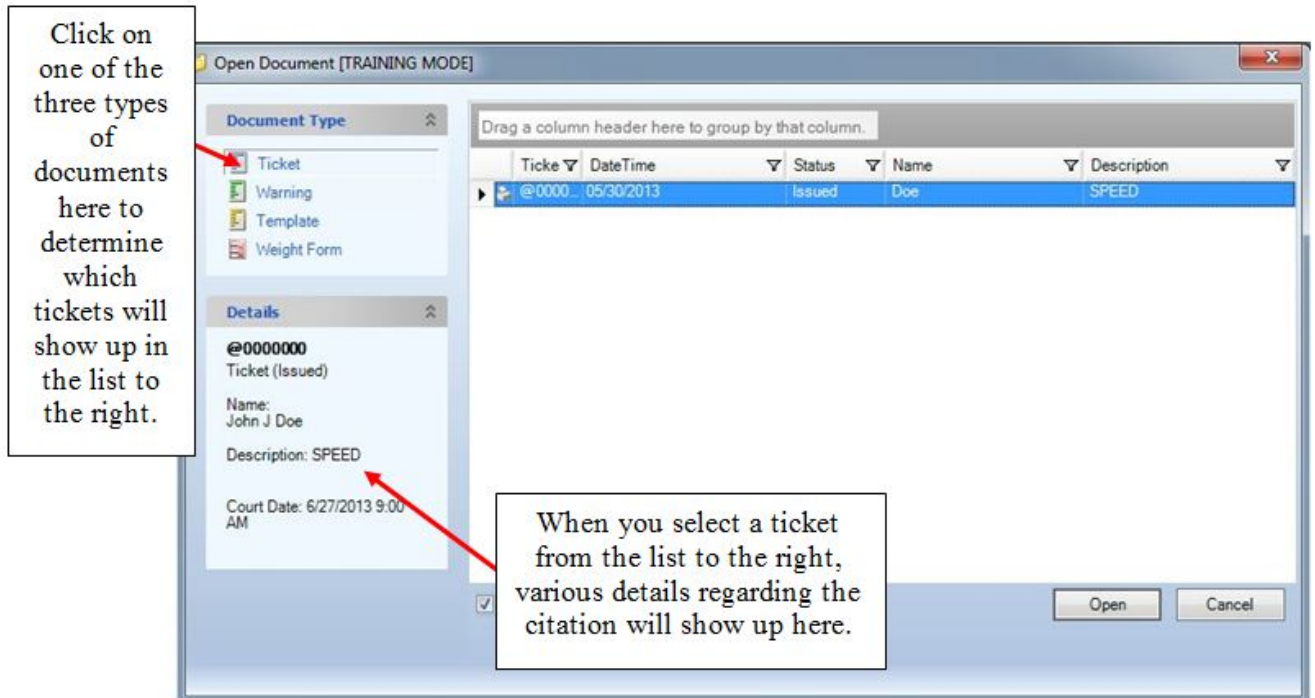 Click on
one of the
three types
of
documents
here to
determine
which
tickets will
show up in
the list to
the right.
Open Document [TRAINING MODE]
Document Type
Ticket
Warning
Template
Weight Form
Details
@0000000
Ticket (Issued)
Name:
John J Doe
Description: SPEED
Court Date: 6/27/2013 9:00
AM
Drag a column header here to group by that column.
Ticke DateTime Status Name Description
@0000... 05/30/2013 Issued Doe SPEED
When you select a ticket
from the list to the right,
various details regarding the
citation will show up here.
Open Cancel